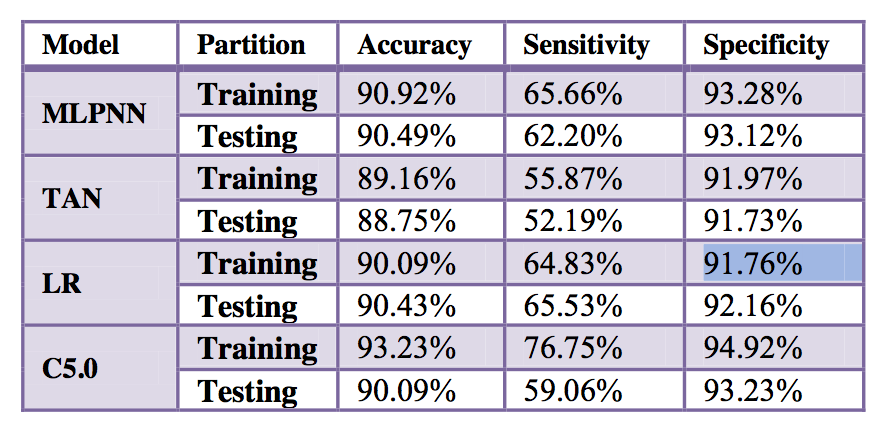 Model Partition Accuracy Sensitivity Specificity
MLPNN Training 90.92% 65.66% 93.28%
Testing 90.49% 62.20% 93.12%
TAN Training 89.16% 55.87% 91.97%
Testing 88.75% 52.19% 91.73%
LR Training 90.09% 64.83% 91.76%
Testing 90.43% 65.53% 92.16%
C5.0 Training 93.23% 76.75% 94.92%
Testing 90.09% 59.06% 93.23%